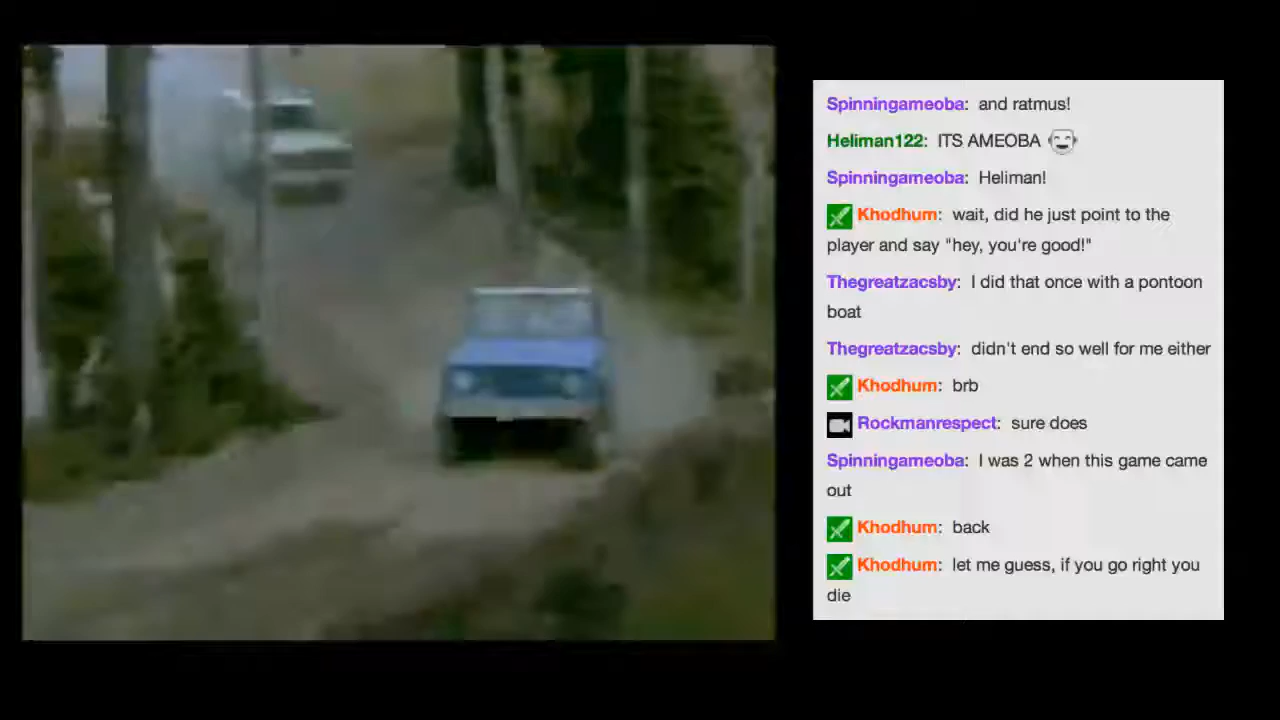 Spinningameoba: and ratmus!
Heliman122: ITS AMEOBA
Spinningameoba: Heliman!
Khodhum: wait, did he just point to the
player and say "hey, you're good!"
Thegreatzacsby: I did that once with a pontoon
boat
Thegreatzacsby: didn't end so well for me either
Khodhum: brb
Rockmanrespect: sure does
Spinningameoba: I was 2 when this game came
out
Khodhum: back
Khodhum: let me guess, if you go right you
die